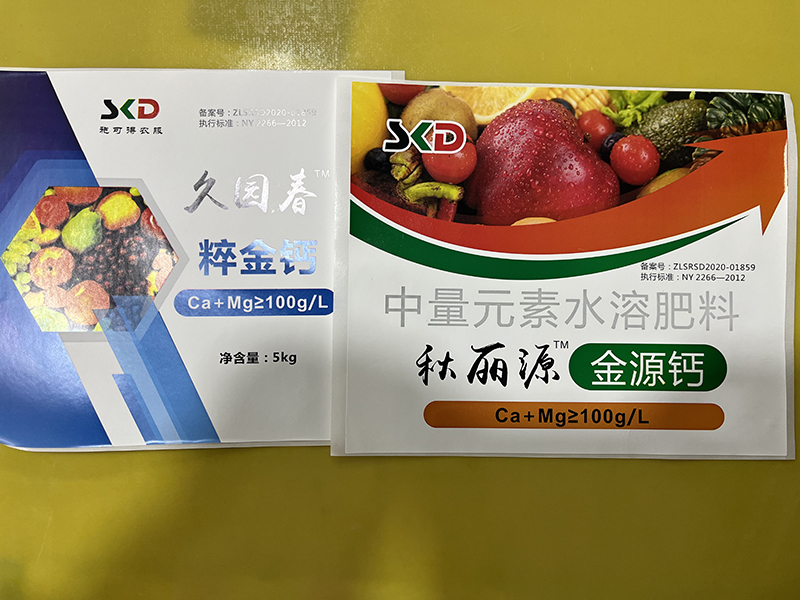 SKD
施可得农服
备案号：ZLSRSD2020-01859
执行标准：NY 2266—2012
久园春™
粹金钙
Ca+Mg≥100g/L
净含量：5kg
SKD
备案号：ZLSRSD2020-01859
执行标准：NY 2266—2012
中量元素水溶肥料
秋丽源™
金源钙
Ca+Mg≥100g/L